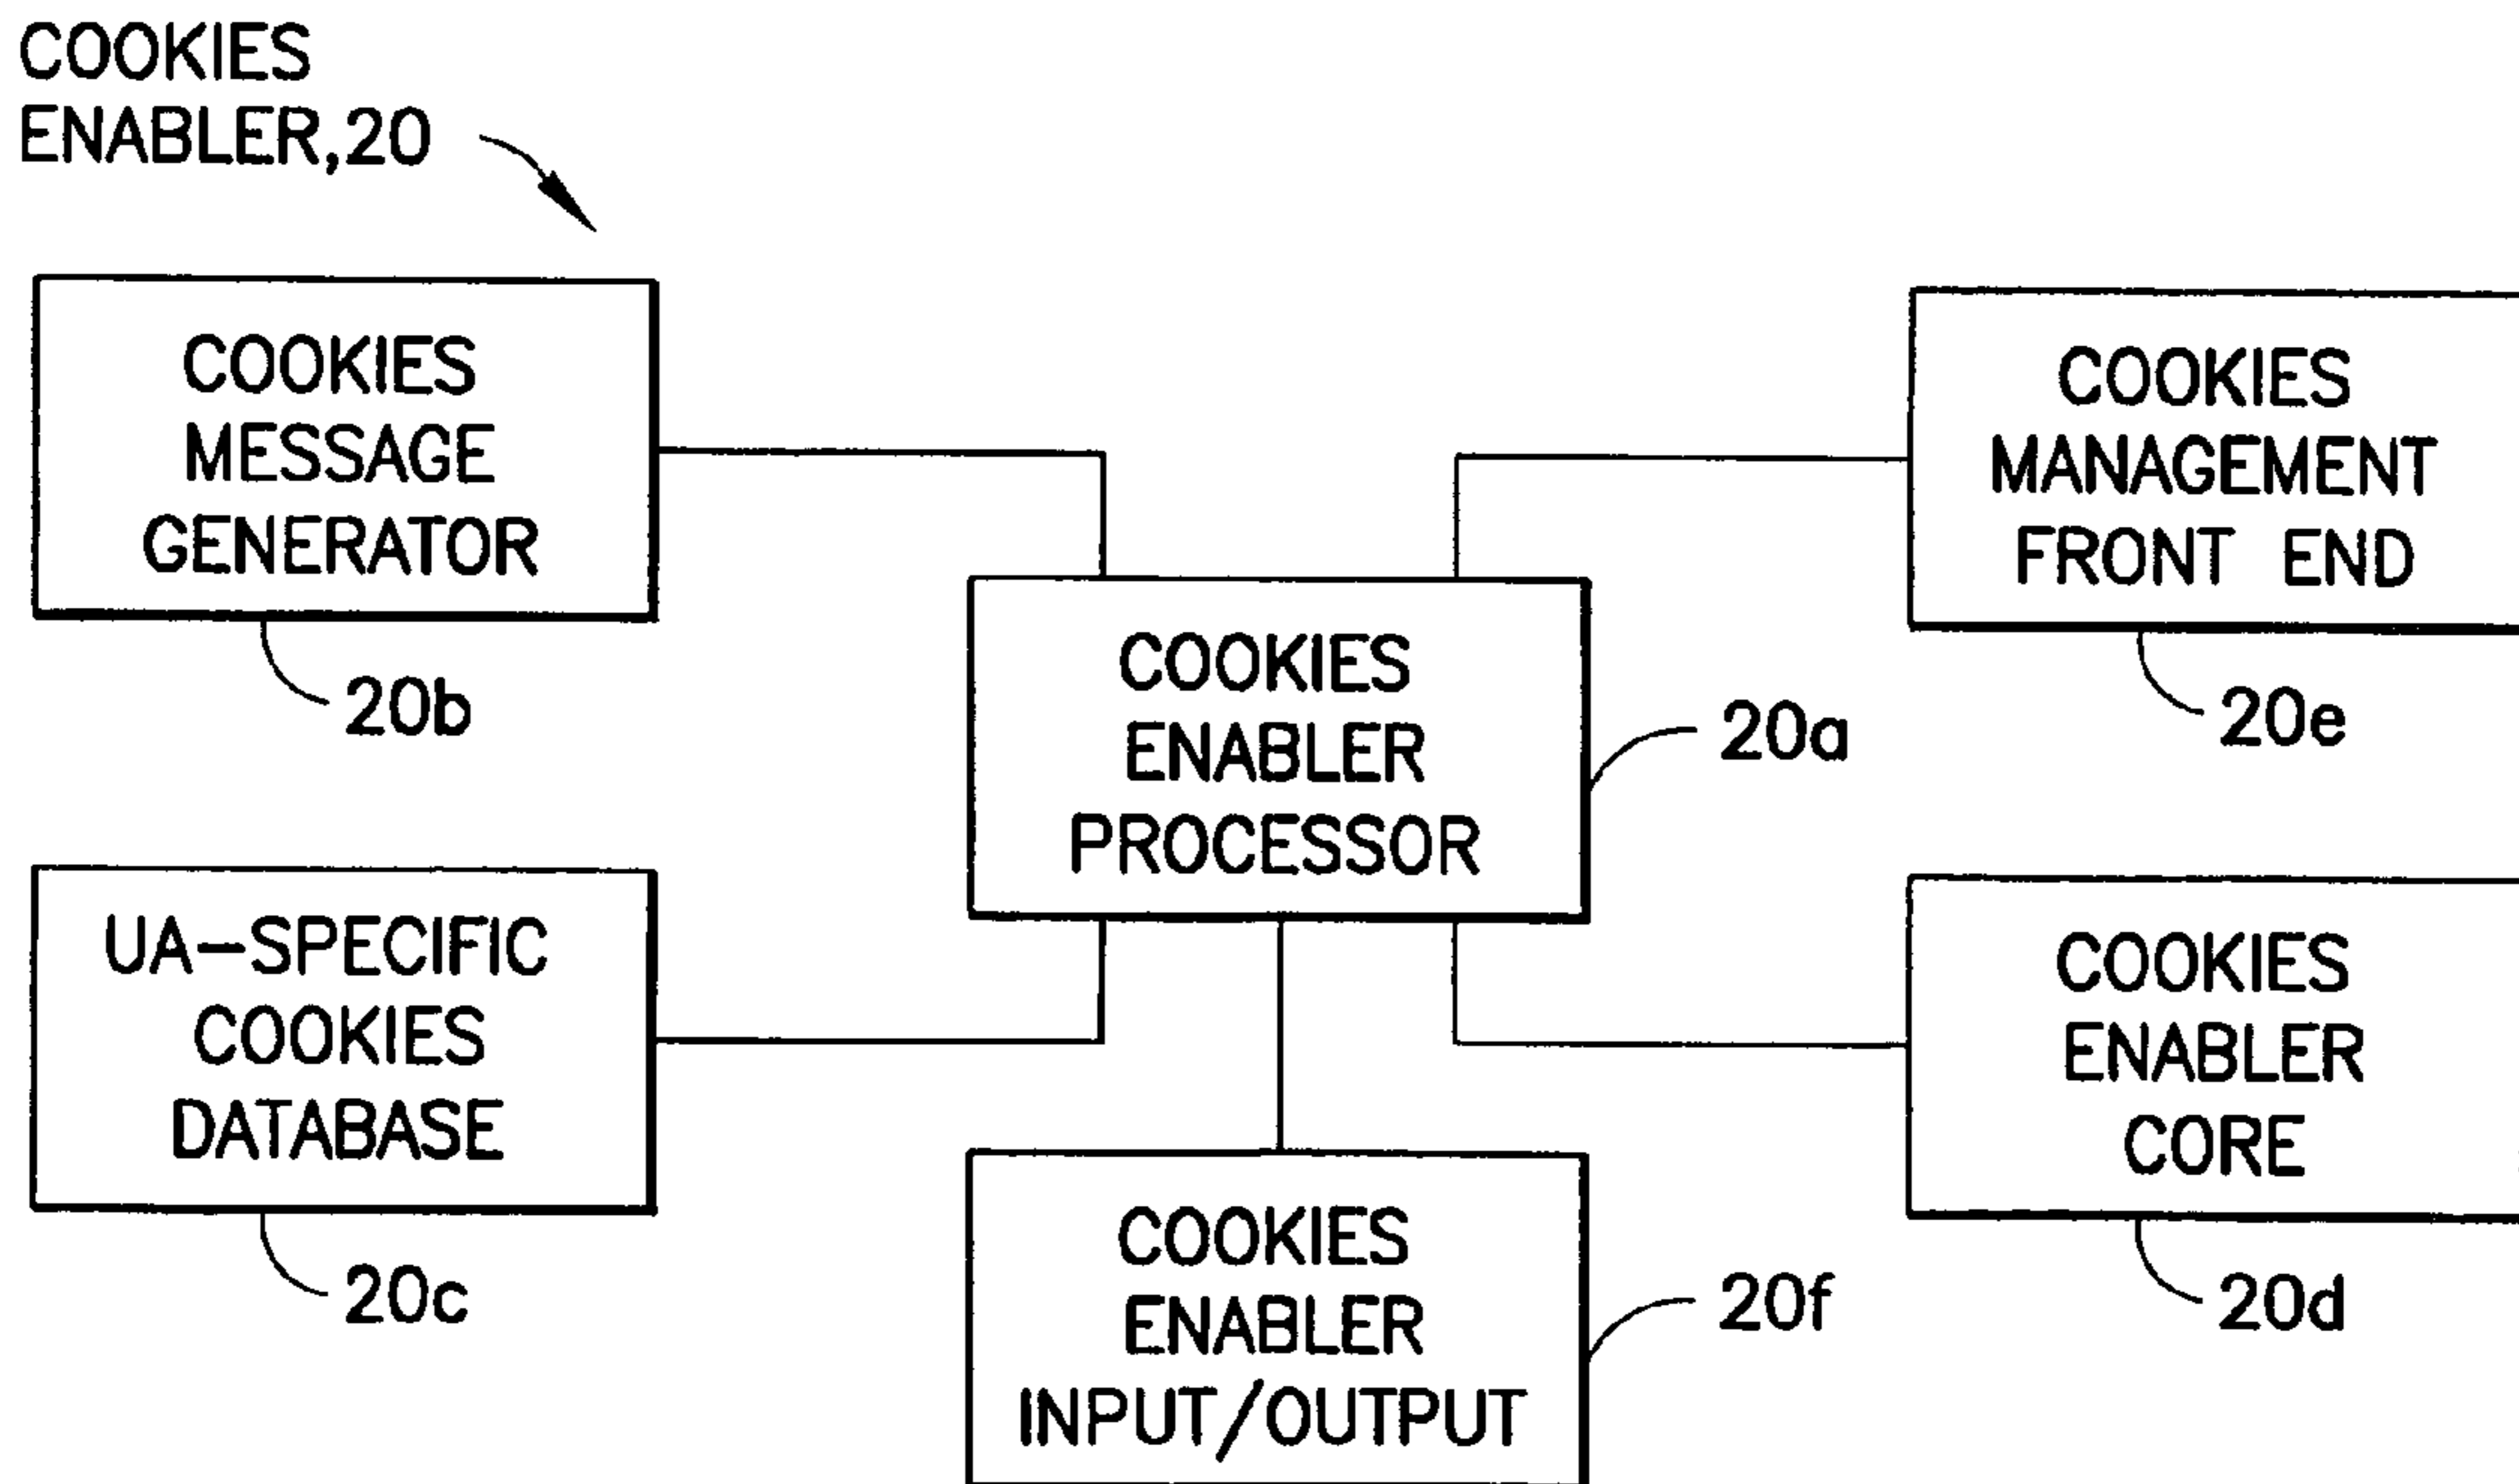 COOKIES
ENABLER,20
COOKIES
MESSAGE
GENERATOR
20b
COOKIES
MANAGEMENT
FRONT END
20e
COOKIES
ENABLER
PROCESSOR
20a
UA-SPECIFIC
COOKIES
DATABASE
20c
COOKIES
ENABLER
CORE
20d
COOKIES
ENABLER
INPUT/OUTPUT
20f